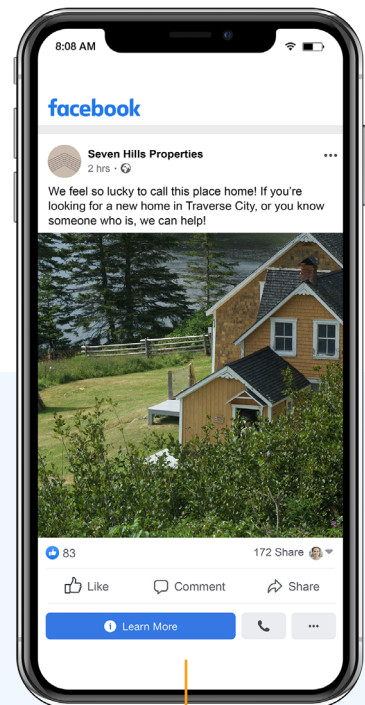 8:08 AM
facebook
Seven Hills Properties
2 hrs ·
We feel so lucky to call this place home! If you're
looking for a new home in Traverse City, or you know
someone who is, we can help!
83
172 Share
Like Comment Share
Learn More